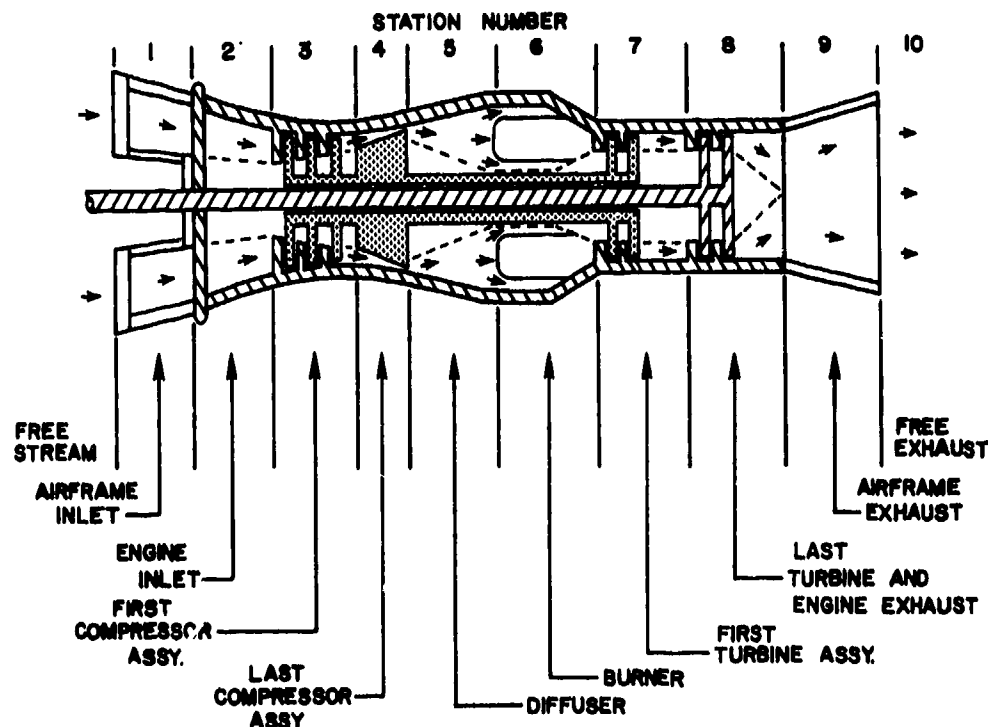 STATION NUMBER
1 2 3 4 5 6 7 8 9 10
FREE
STREAM
AIRFRAME
INLET
ENGINE
INLET
FIRST
COMPRESSOR
ASSY.
LAST
COMPRESSOR
ASSY
DIFFUSER
BURNER
FIRST
TURBINE ASSY.
LAST
TURBINE AND
ENGINE EXHAUST
AIRFRAME
EXHAUST
FREE
EXHAUST